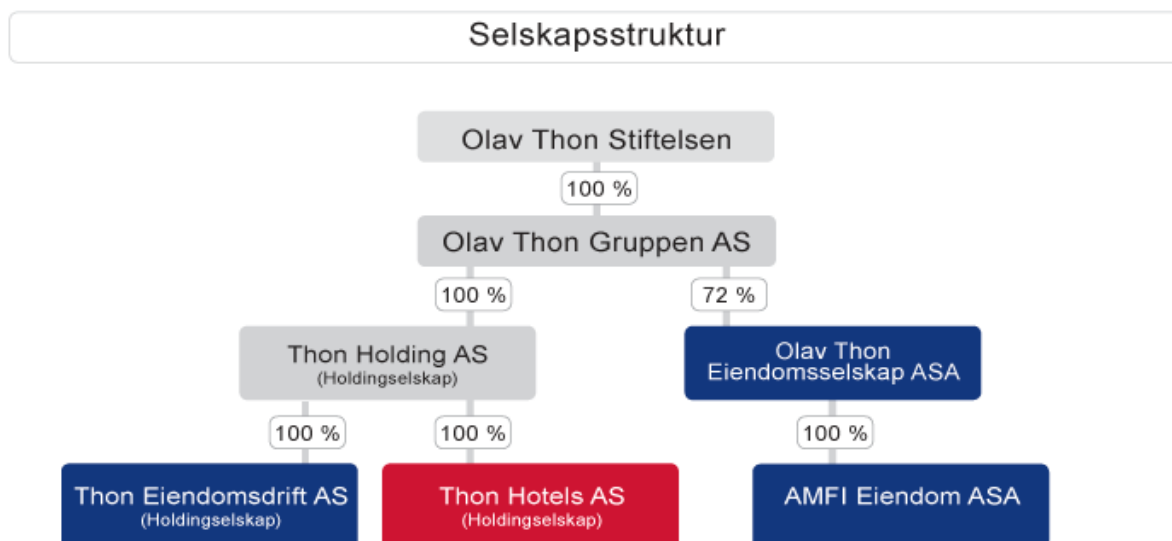 Selskapsstruktur
Olav Thon Stiftelsen
100 %
Olav Thon Gruppen AS
100 %
72 %
Thon Holding AS
(Holdingselskap)
Olav Thon
Eiendomsselskap ASA
100 %
100 %
100 %
Thon Eiendomsdrift AS
(Holdingselskap)
Thon Hotels AS
(Holdingselskap)
AMFI Eiendom ASA